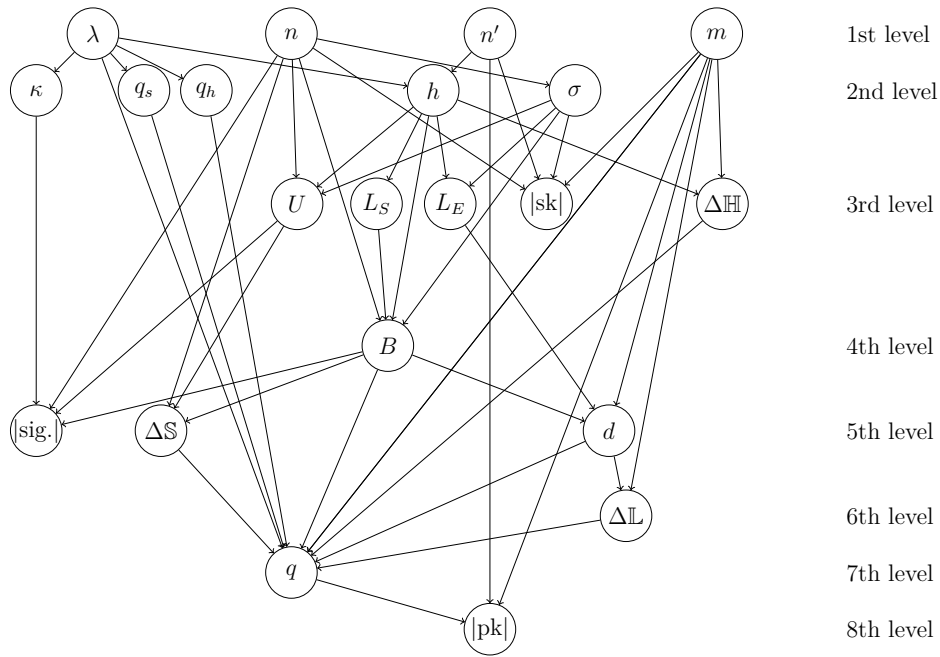 λ n n′ m 1st level
κ q_s q_h h σ 2nd level
U L_S L_E |sk| Δℍ 3rd level
B 4th level
|sig.| Δ𝕊 d 5th level
Δ𝕃 6th level
q 7th level
|pk| 8th level